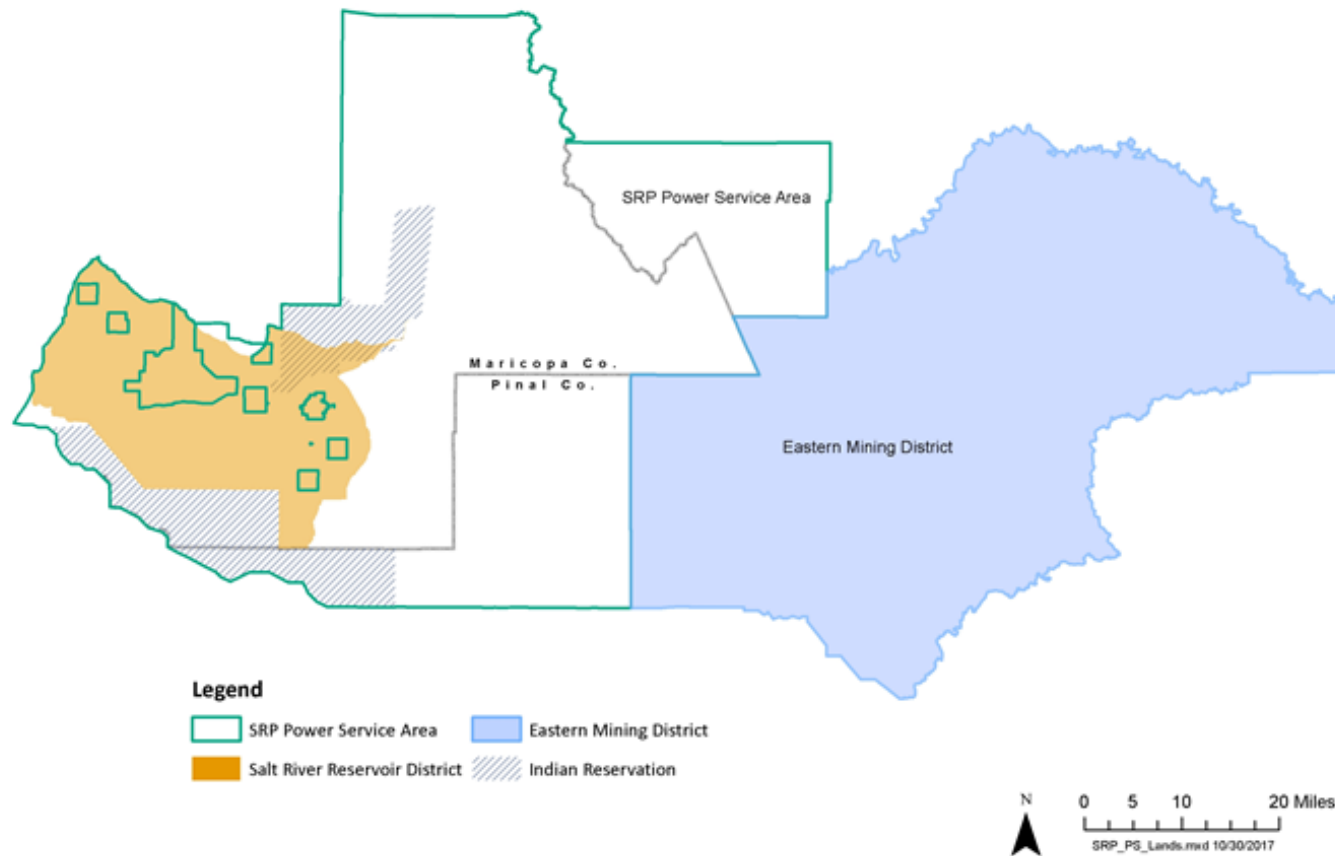 SRP Power Service Area
Maricopa Co.
Pinal Co.
Eastern Mining District
Legend
SRP Power Service Area
Eastern Mining District
Salt River Reservoir District
Indian Reservation
N
0 5 10 20 Miles
SRP_PS_Lands.mxd 10/30/2017